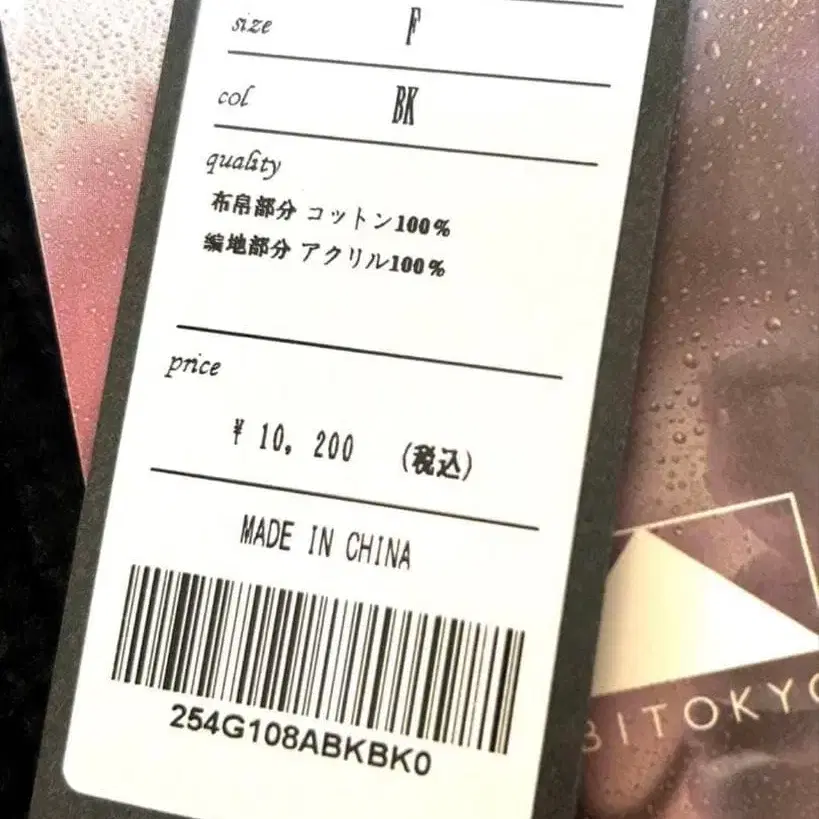 size F
col BK
quality
布帛部分 コットン100%
編地部分 アクリル100%
price
¥ 10, 200 (税込)
MADE IN CHINA
254G108ABKBK0
BITOKYO